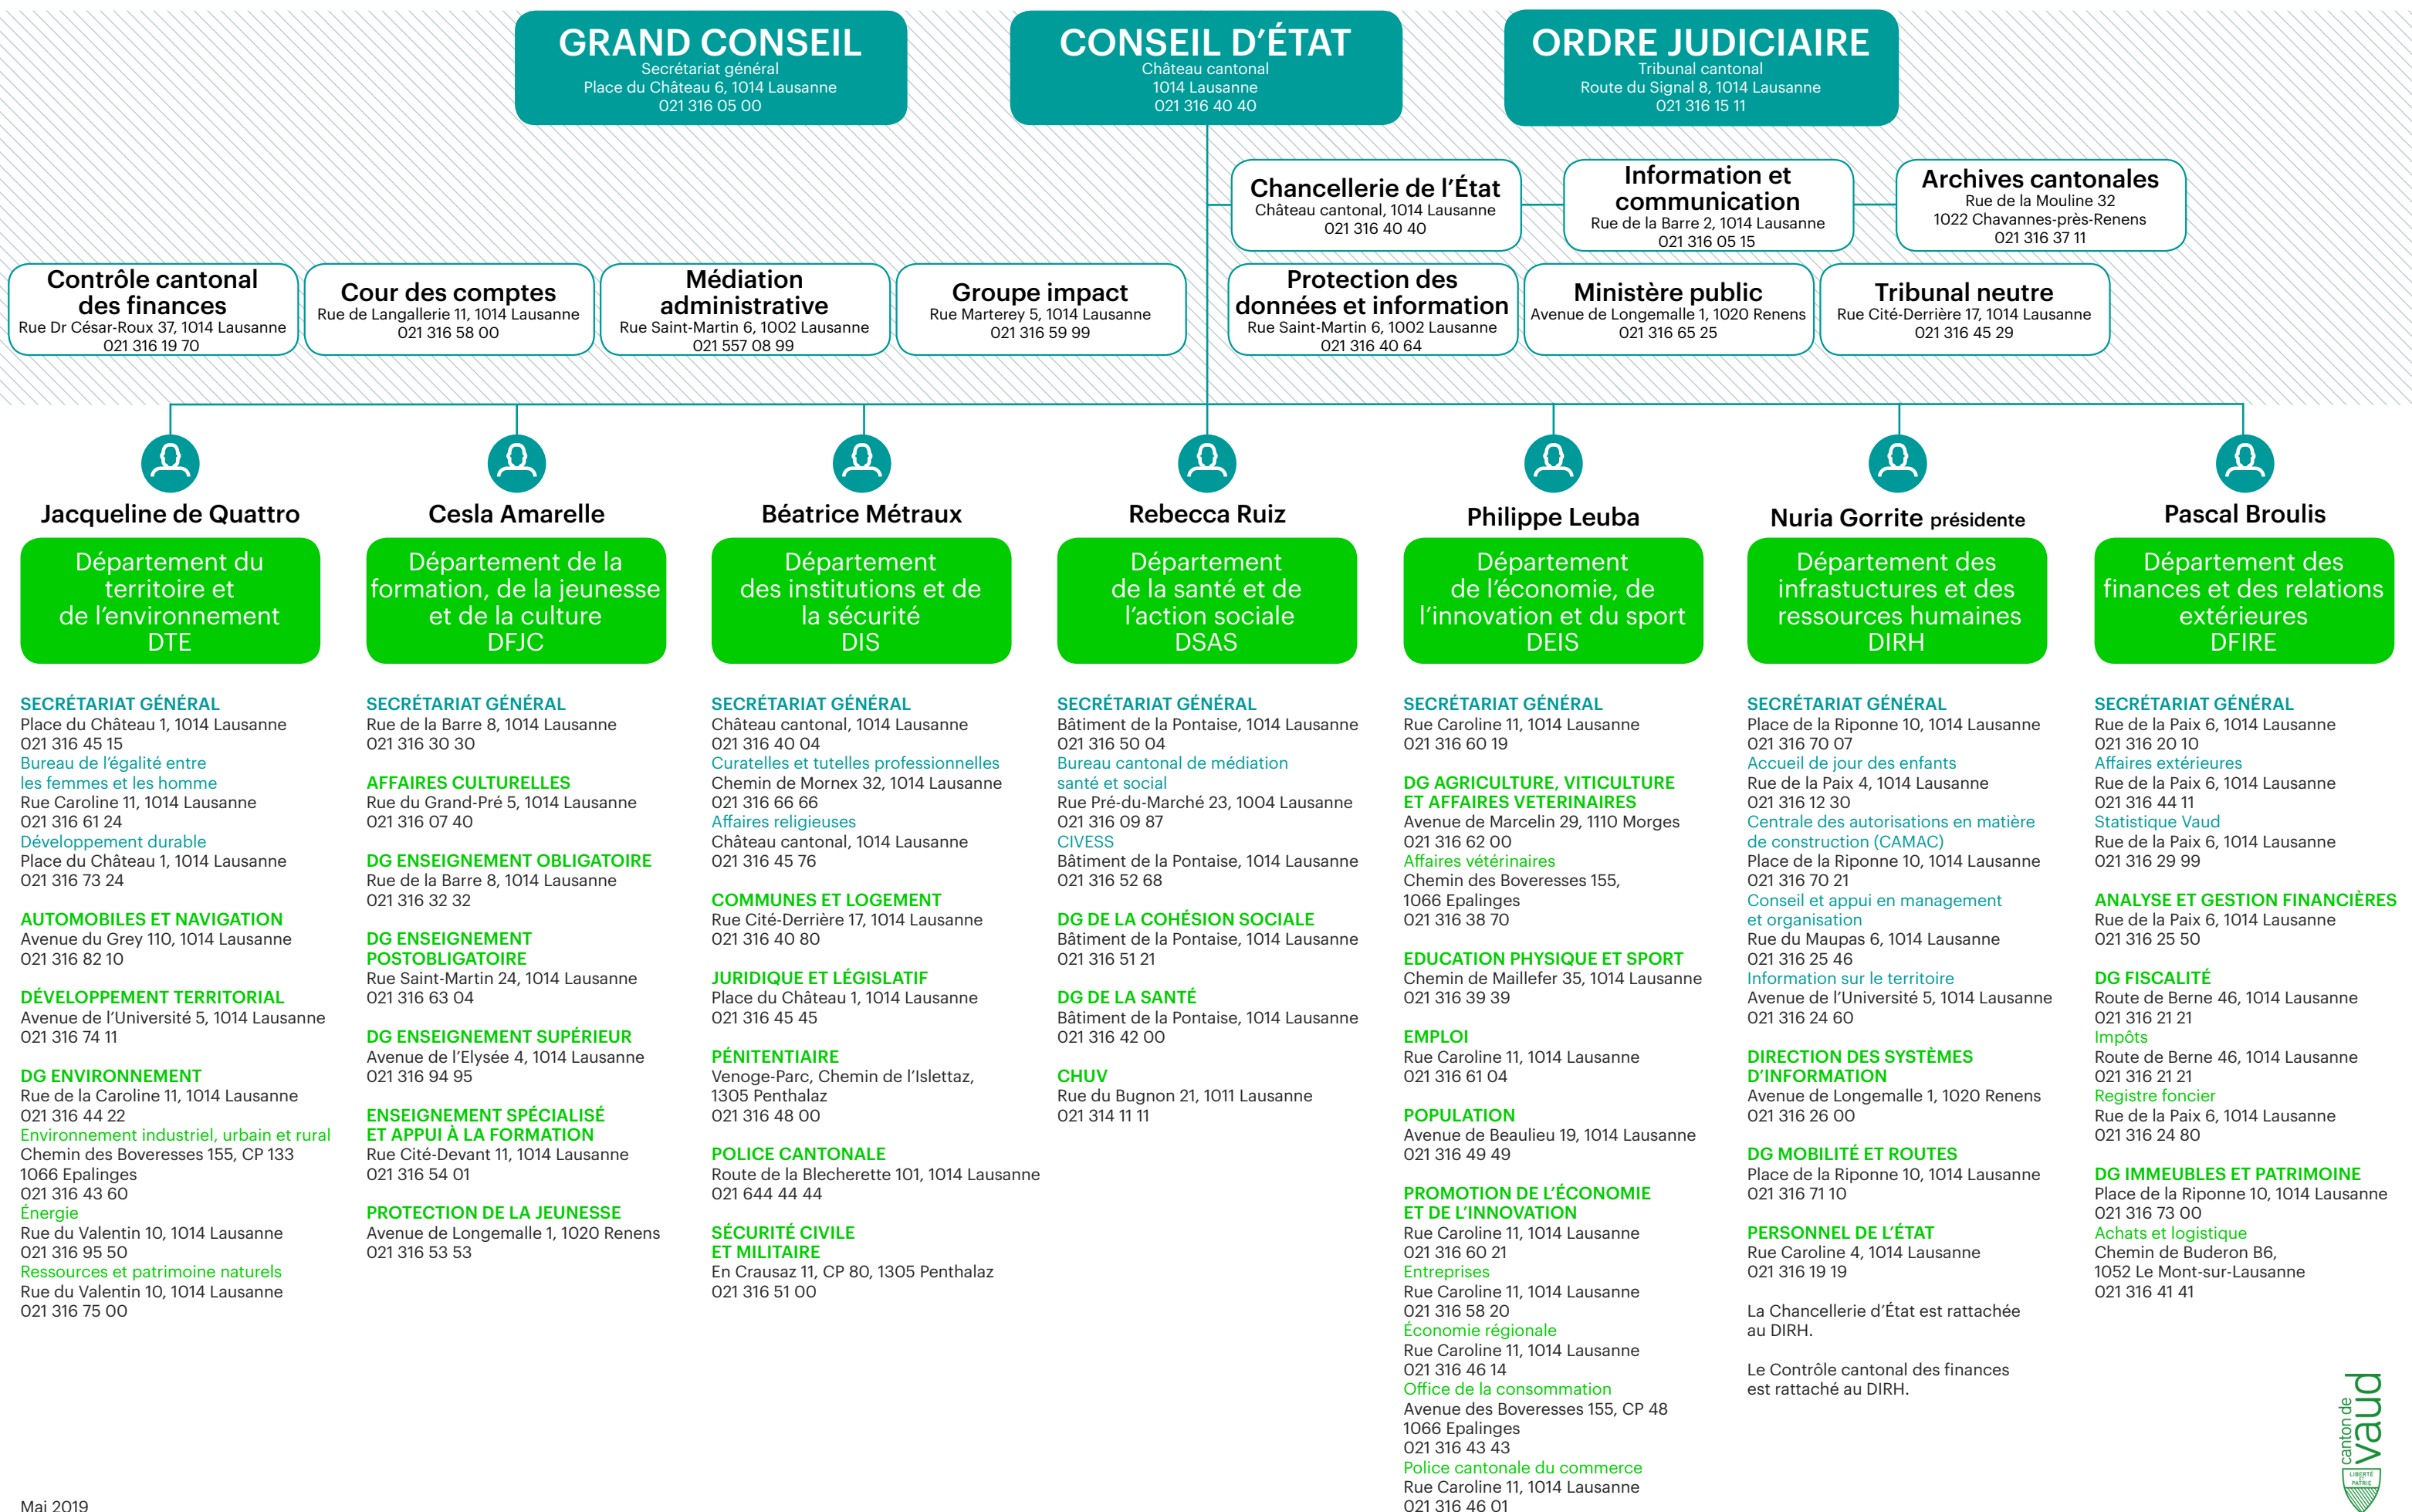 GRAND CONSEIL
Secrétariat général
Place du Château 6, 1014 Lausanne
021 316 05 00
CONSEIL D’ÉTAT
Château cantonal
1014 Lausanne
021 316 40 40
ORDRE JUDICIAIRE
Tribunal cantonal
Route du Signal 8, 1014 Lausanne
021 316 15 11
Chancellerie de l’État
Château cantonal, 1014 Lausanne
021 316 40 40
Information et
communication
Rue de la Barre 2, 1014 Lausanne
021 316 05 15
Archives cantonales
Rue de la Mouline 32
1022 Chavannes-près-Renens
021 316 37 11
Contrôle cantonal
des finances
Rue Dr César-Roux 37, 1014 Lausanne
021 316 19 70
Cour des comptes
Rue de Langallerie 11, 1014 Lausanne
021 316 58 00
Médiation
administrative
Rue Saint-Martin 6, 1002 Lausanne
021 557 08 99
Groupe impact
Rue Marterey 5, 1014 Lausanne
021 316 59 99
Protection des
données et information
Rue Saint-Martin 6, 1002 Lausanne
021 316 40 64
Ministère public
Avenue de Longemalle 1, 1020 Renens
021 316 65 25
Tribunal neutre
Rue Cité-Derrière 17, 1014 Lausanne
021 316 45 29
Jacqueline de Quattro
Département du
territoire et
de l’environnement
DTE
SECRÉTARIAT GÉNÉRAL
Place du Château 1, 1014 Lausanne
021 316 45 15
Bureau de l’égalité entre
les femmes et les homme
Rue Caroline 11, 1014 Lausanne
021 316 61 24
Développement durable
Place du Château 1, 1014 Lausanne
021 316 73 24
AUTOMOBILES ET NAVIGATION
Avenue du Grey 110, 1014 Lausanne
021 316 82 10
DÉVELOPPEMENT TERRITORIAL
Avenue de l’Université 5, 1014 Lausanne
021 316 74 11
DG ENVIRONNEMENT
Rue de la Caroline 11, 1014 Lausanne
021 316 44 22
Environnement industriel, urbain et rural
Chemin des Boveresses 155, CP 133
1066 Epalinges
021 316 43 60
Énergie
Rue du Valentin 10, 1014 Lausanne
021 316 95 50
Ressources et patrimoine naturels
Rue du Valentin 10, 1014 Lausanne
021 316 75 00
Cesla Amarelle
Département de la
formation, de la jeunesse
et de la culture
DFJC
SECRÉTARIAT GÉNÉRAL
Rue de la Barre 8, 1014 Lausanne
021 316 30 30
AFFAIRES CULTURELLES
Rue du Grand-Pré 5, 1014 Lausanne
021 316 07 40
DG ENSEIGNEMENT OBLIGATOIRE
Rue de la Barre 8, 1014 Lausanne
021 316 32 32
DG ENSEIGNEMENT
POSTOBLIGATOIRE
Rue Saint-Martin 24, 1014 Lausanne
021 316 63 04
DG ENSEIGNEMENT SUPÉRIEUR
Avenue de l’Elysée 4, 1014 Lausanne
021 316 94 95
ENSEIGNEMENT SPÉCIALISÉ
ET APPUI À LA FORMATION
Rue Cité-Devant 11, 1014 Lausanne
021 316 54 01
PROTECTION DE LA JEUNESSE
Avenue de Longemalle 1, 1020 Renens
021 316 53 53
Béatrice Métraux
Département
des institutions et de
la sécurité
DIS
SECRÉTARIAT GÉNÉRAL
Château cantonal, 1014 Lausanne
021 316 40 04
Curatelles et tutelles professionnelles
Chemin de Mornex 32, 1014 Lausanne
021 316 66 66
Affaires religieuses
Château cantonal, 1014 Lausanne
021 316 45 76
COMMUNES ET LOGEMENT
Rue Cité-Derrière 17, 1014 Lausanne
021 316 40 80
JURIDIQUE ET LÉGISLATIF
Place du Château 1, 1014 Lausanne
021 316 45 45
PÉNITENTIAIRE
Venoge-Parc, Chemin de l’Islettaz,
1305 Penthalaz
021 316 48 00
POLICE CANTONALE
Route de la Blecherette 101, 1014 Lausanne
021 644 44 44
SÉCURITÉ CIVILE
ET MILITAIRE
En Crausaz 11, CP 80, 1305 Penthalaz
021 316 51 00
Rebecca Ruiz
Département
de la santé et de
l’action sociale
DSAS
SECRÉTARIAT GÉNÉRAL
Bâtiment de la Pontaise, 1014 Lausanne
021 316 50 04
Bureau cantonal de médiation
santé et social
Rue Pré-du-Marché 23, 1004 Lausanne
021 316 09 87
CIVESS
Bâtiment de la Pontaise, 1014 Lausanne
021 316 52 68
DG DE LA COHÉSION SOCIALE
Bâtiment de la Pontaise, 1014 Lausanne
021 316 51 21
DG DE LA SANTÉ
Bâtiment de la Pontaise, 1014 Lausanne
021 316 42 00
CHUV
Rue du Bugnon 21, 1011 Lausanne
021 314 11 11
Philippe Leuba
Département
de l’économie, de
l’innovation et du sport
DEIS
SECRÉTARIAT GÉNÉRAL
Rue Caroline 11, 1014 Lausanne
021 316 60 19
DG AGRICULTURE, VITICULTURE
ET AFFAIRES VETERINAIRES
Avenue de Marcelin 29, 1110 Morges
021 316 62 00
Affaires vétérinaires
Chemin des Boveresses 155,
1066 Epalinges
021 316 38 70
EDUCATION PHYSIQUE ET SPORT
Chemin de Maillefer 35, 1014 Lausanne
021 316 39 39
EMPLOI
Rue Caroline 11, 1014 Lausanne
021 316 61 04
POPULATION
Avenue de Beaulieu 19, 1014 Lausanne
021 316 49 49
PROMOTION DE L’ÉCONOMIE
ET DE L’INNOVATION
Rue Caroline 11, 1014 Lausanne
021 316 60 21
Entreprises
Rue Caroline 11, 1014 Lausanne
021 316 58 20
Économie régionale
Rue Caroline 11, 1014 Lausanne
021 316 46 14
Office de la consommation
Avenue des Boveresses 155, CP 48
1066 Epalinges
021 316 43 43
Police cantonale du commerce
Rue Caroline 11, 1014 Lausanne
021 316 46 01
Nuria Gorrite présidente
Département des
infrastuctures et des
ressources humaines
DIRH
SECRÉTARIAT GÉNÉRAL
Place de la Riponne 10, 1014 Lausanne
021 316 70 07
Accueil de jour des enfants
Rue de la Paix 4, 1014 Lausanne
021 316 12 30
Centrale des autorisations en matière
de construction (CAMAC)
Place de la Riponne 10, 1014 Lausanne
021 316 70 21
Conseil et appui en management
et organisation
Rue du Maupas 6, 1014 Lausanne
021 316 25 46
Information sur le territoire
Avenue de l’Université 5, 1014 Lausanne
021 316 24 60
DIRECTION DES SYSTÈMES
D’INFORMATION
Avenue de Longemalle 1, 1020 Renens
021 316 26 00
DG MOBILITÉ ET ROUTES
Place de la Riponne 10, 1014 Lausanne
021 316 71 10
PERSONNEL DE L’ÉTAT
Rue Caroline 4, 1014 Lausanne
021 316 19 19
La Chancellerie d’État est rattachée
au DIRH.
Le Contrôle cantonal des finances
est rattaché au DIRH.
Pascal Broulis
Département des
finances et des relations
extérieures
DFIRE
SECRÉTARIAT GÉNÉRAL
Rue de la Paix 6, 1014 Lausanne
021 316 20 10
Affaires extérieures
Rue de la Paix 6, 1014 Lausanne
021 316 44 11
Statistique Vaud
Rue de la Paix 6, 1014 Lausanne
021 316 29 99
ANALYSE ET GESTION FINANCIÈRES
Rue de la Paix 6, 1014 Lausanne
021 316 25 50
DG FISCALITÉ
Route de Berne 46, 1014 Lausanne
021 316 21 21
Impôts
Route de Berne 46, 1014 Lausanne
021 316 21 21
Registre foncier
Rue de la Paix 6, 1014 Lausanne
021 316 24 80
DG IMMEUBLES ET PATRIMOINE
Place de la Riponne 10, 1014 Lausanne
021 316 73 00
Achats et logistique
Chemin de Buderon B6,
1052 Le Mont-sur-Lausanne
021 316 41 41
canton de
vaud
LIBERTÉ
ET
PATRIE
Mai 2019